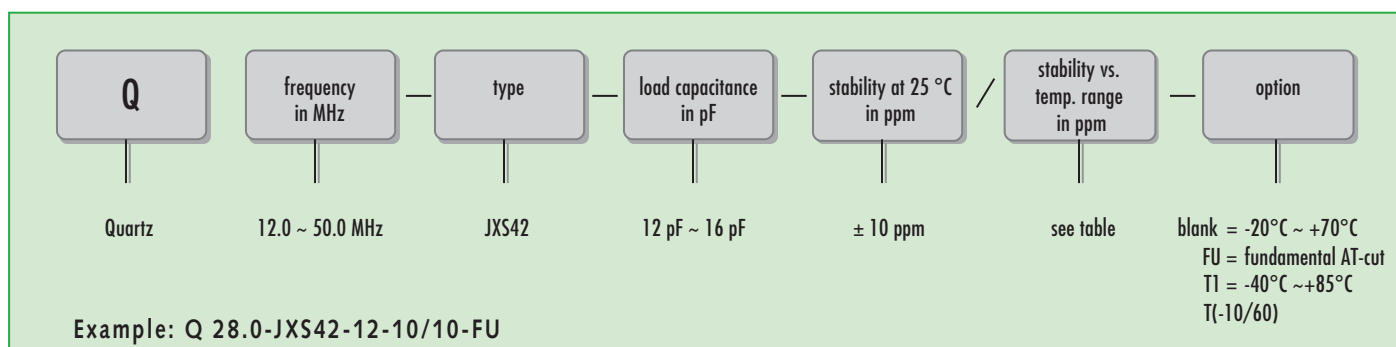 Q
frequency
in MHz
—
type
—
load capacitance
in pF
—
stability at 25 °C
in ppm
/
stability vs.
temp. range
in ppm
—
option
Quartz
12.0 ~ 50.0 MHz
JXS42
12 pF ~ 16 pF
± 10 ppm
see table
blank = -20°C ~ +70°C
FU = fundamental AT-cut
T1 = -40°C ~+85°C
T(-10/60)
Example: Q 28.0-JXS42-12-10/10-FU